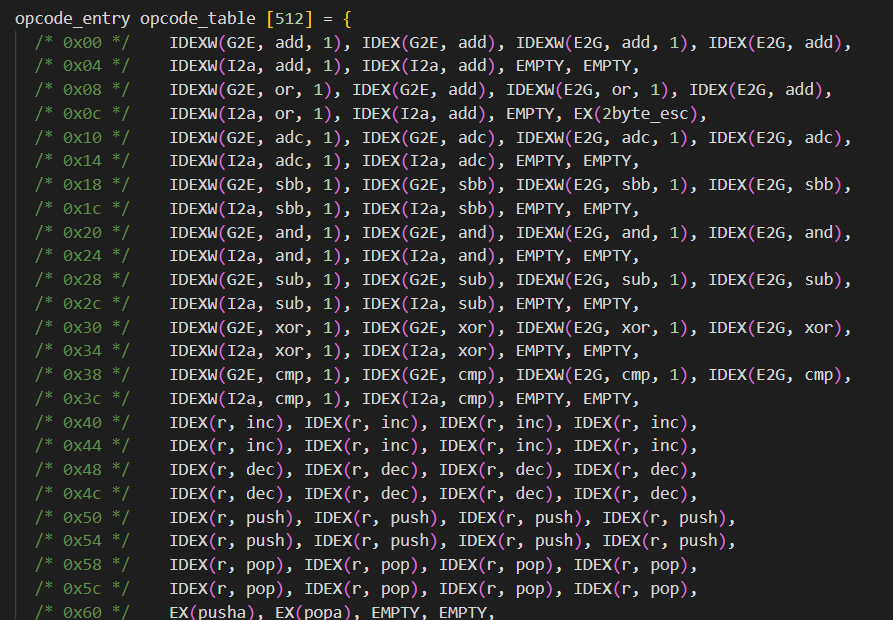 opcode_entry opcode_table [512] = {
/* 0x00 */ IDEXW(G2E, add, 1), IDEX(G2E, add), IDEXW(E2G, add, 1), IDEX(E2G, add),
/* 0x04 */ IDEXW(I2a, add, 1), IDEX(I2a, add), EMPTY, EMPTY,
/* 0x08 */ IDEXW(G2E, or, 1), IDEX(G2E, add), IDEXW(E2G, or, 1), IDEX(E2G, add),
/* 0x0c */ IDEXW(I2a, or, 1), IDEX(I2a, add), EMPTY, EX(2byte_esc),
/* 0x10 */ IDEXW(G2E, adc, 1), IDEX(G2E, adc), IDEXW(E2G, adc, 1), IDEX(E2G, adc),
/* 0x14 */ IDEXW(I2a, adc, 1), IDEX(I2a, adc), EMPTY, EMPTY,
/* 0x18 */ IDEXW(G2E, sbb, 1), IDEX(G2E, sbb), IDEXW(E2G, sbb, 1), IDEX(E2G, sbb),
/* 0x1c */ IDEXW(I2a, sbb, 1), IDEX(I2a, sbb), EMPTY, EMPTY,
/* 0x20 */ IDEXW(G2E, and, 1), IDEX(G2E, and), IDEXW(E2G, and, 1), IDEX(E2G, and),
/* 0x24 */ IDEXW(I2a, and, 1), IDEX(I2a, and), EMPTY, EMPTY,
/* 0x28 */ IDEXW(G2E, sub, 1), IDEX(G2E, sub), IDEXW(E2G, sub, 1), IDEX(E2G, sub),
/* 0x2c */ IDEXW(I2a, sub, 1), IDEX(I2a, sub), EMPTY, EMPTY,
/* 0x30 */ IDEXW(G2E, xor, 1), IDEX(G2E, xor), IDEXW(E2G, xor, 1), IDEX(E2G, xor),
/* 0x34 */ IDEXW(I2a, xor, 1), IDEX(I2a, xor), EMPTY, EMPTY,
/* 0x38 */ IDEXW(G2E, cmp, 1), IDEX(G2E, cmp), IDEXW(E2G, cmp, 1), IDEX(E2G, cmp),
/* 0x3c */ IDEXW(I2a, cmp, 1), IDEX(I2a, cmp), EMPTY, EMPTY,
/* 0x40 */ IDEX(r, inc), IDEX(r, inc), IDEX(r, inc), IDEX(r, inc),
/* 0x44 */ IDEX(r, inc), IDEX(r, inc), IDEX(r, inc), IDEX(r, inc),
/* 0x48 */ IDEX(r, dec), IDEX(r, dec), IDEX(r, dec), IDEX(r, dec),
/* 0x4c */ IDEX(r, dec), IDEX(r, dec), IDEX(r, dec), IDEX(r, dec),
/* 0x50 */ IDEX(r, push), IDEX(r, push), IDEX(r, push), IDEX(r, push),
/* 0x54 */ IDEX(r, push), IDEX(r, push), IDEX(r, push), IDEX(r, push),
/* 0x58 */ IDEX(r, pop), IDEX(r, pop), IDEX(r, pop), IDEX(r, pop),
/* 0x5c */ IDEX(r, pop), IDEX(r, pop), IDEX(r, pop), IDEX(r, pop),
/* 0x60 */ EX(pusha), EX(popa), EMPTY, EMPTY,